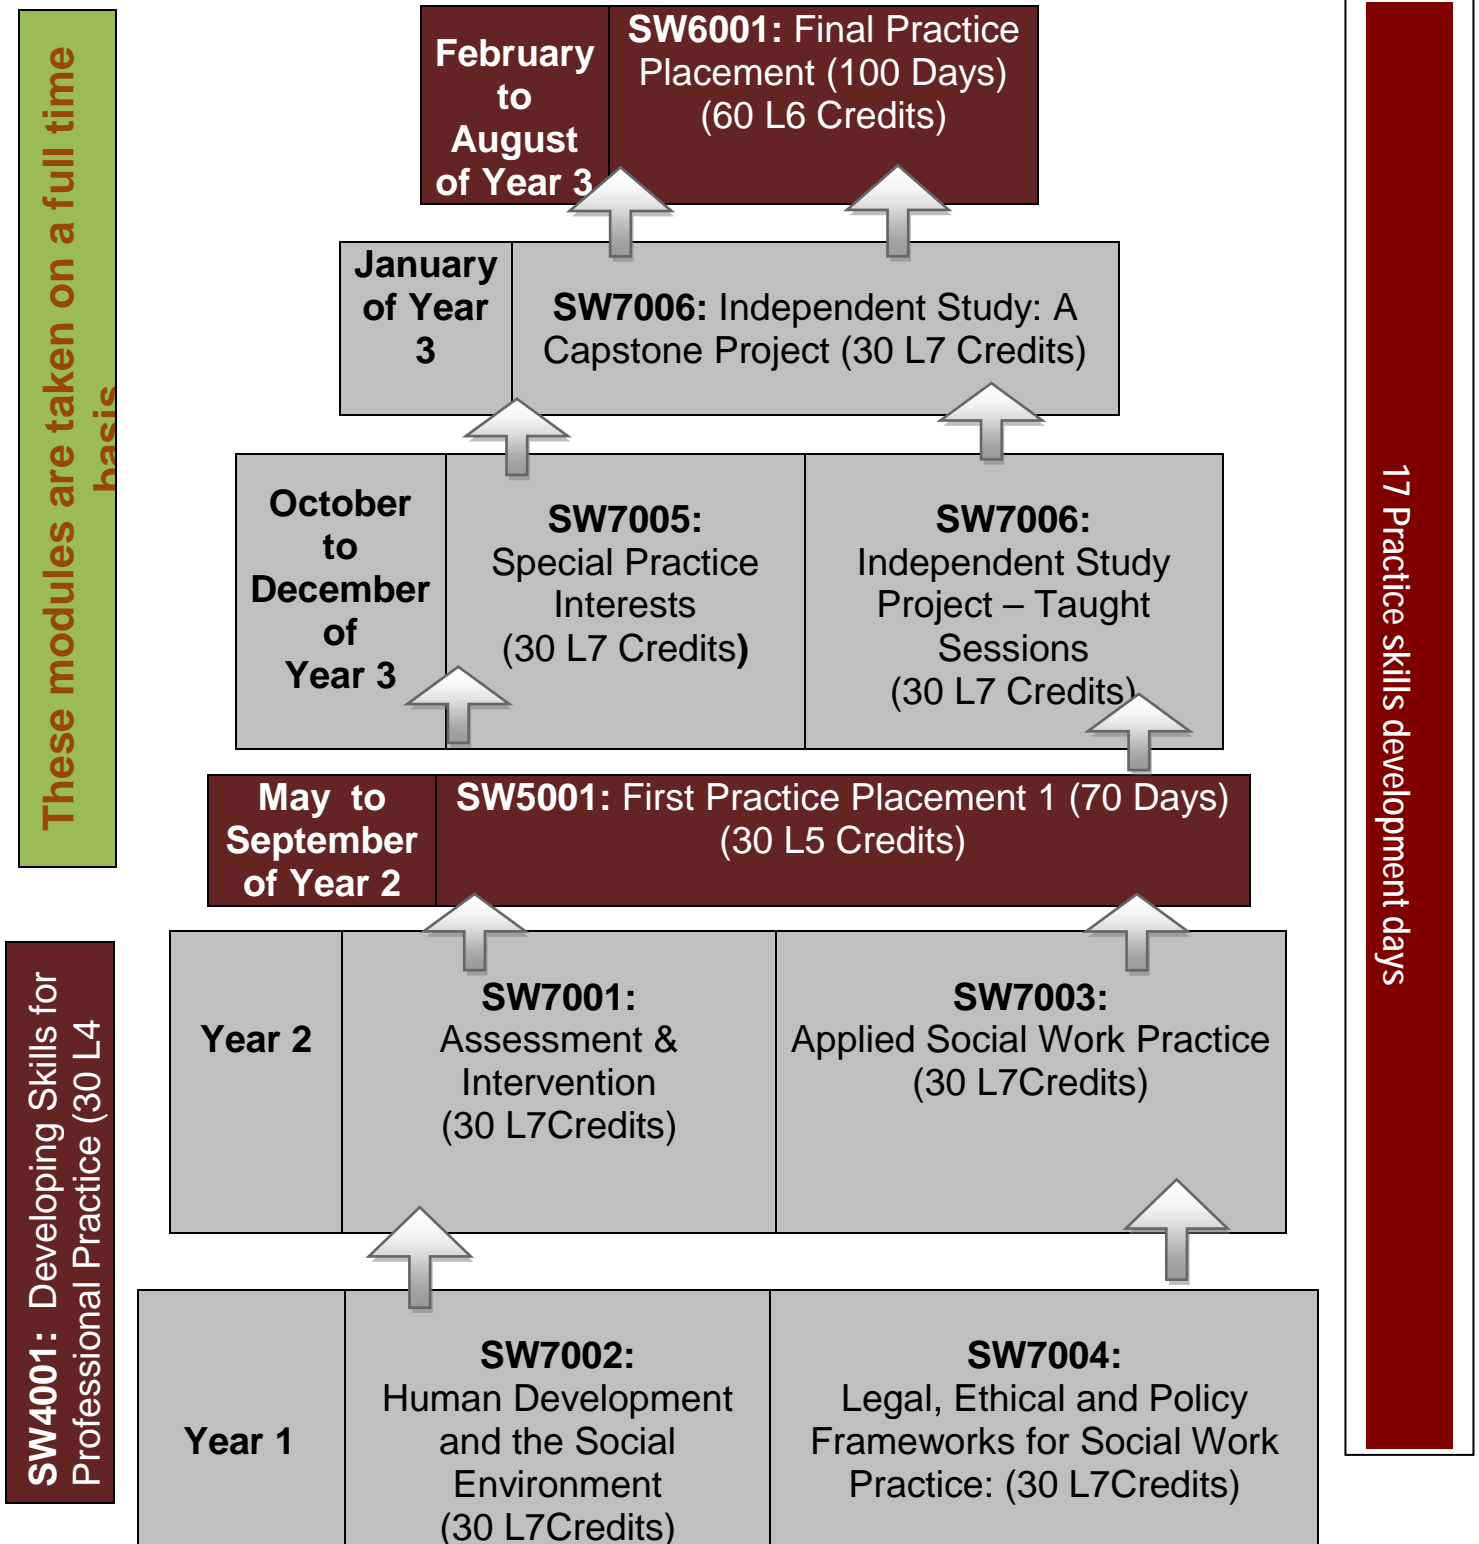 These modules are taken on a full time
basis
SW4001: Developing Skills for
Professional Practice (30 L4
February
to
August
of Year 3
SW6001: Final Practice
Placement (100 Days)
(60 L6 Credits)
January
of Year
3
SW7006: Independent Study: A
Capstone Project (30 L7 Credits)
October
to
December
of
Year 3
SW7005:
Special Practice
Interests
(30 L7 Credits)
SW7006:
Independent Study
Project – Taught
Sessions
(30 L7 Credits)
May to
September
of Year 2
SW5001: First Practice Placement 1 (70 Days)
(30 L5 Credits)
Year 2
SW7001:
Assessment &
Intervention
(30 L7Credits)
SW7003:
Applied Social Work Practice
(30 L7Credits)
Year 1
SW7002:
Human Development
and the Social
Environment
(30 L7Credits)
SW7004:
Legal, Ethical and Policy
Frameworks for Social Work
Practice: (30 L7Credits)
17 Practice skills development days